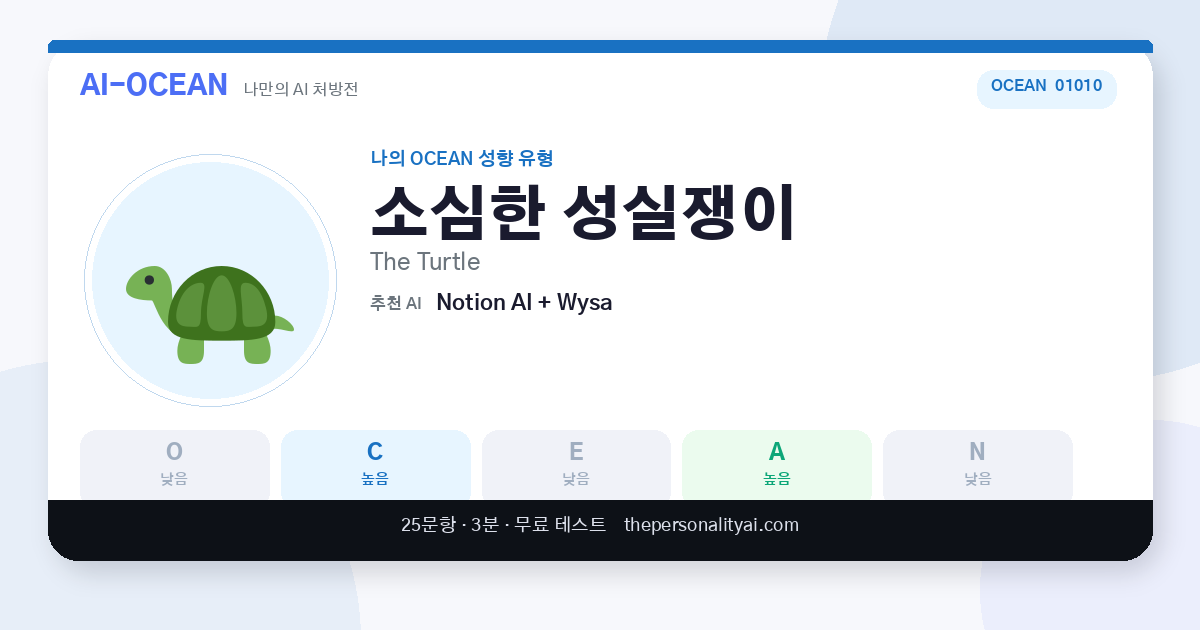 AI-OCEAN 나만의 AI 처방전
OCEAN 01010
나의 OCEAN 성향 유형
소심한 성실쟁이
The Turtle
추천 AI Notion AI + Wysa
O C E A N
낮음 높음 낮음 높음 낮음
25문항 · 3분 · 무료 테스트 thepersonalityai.com